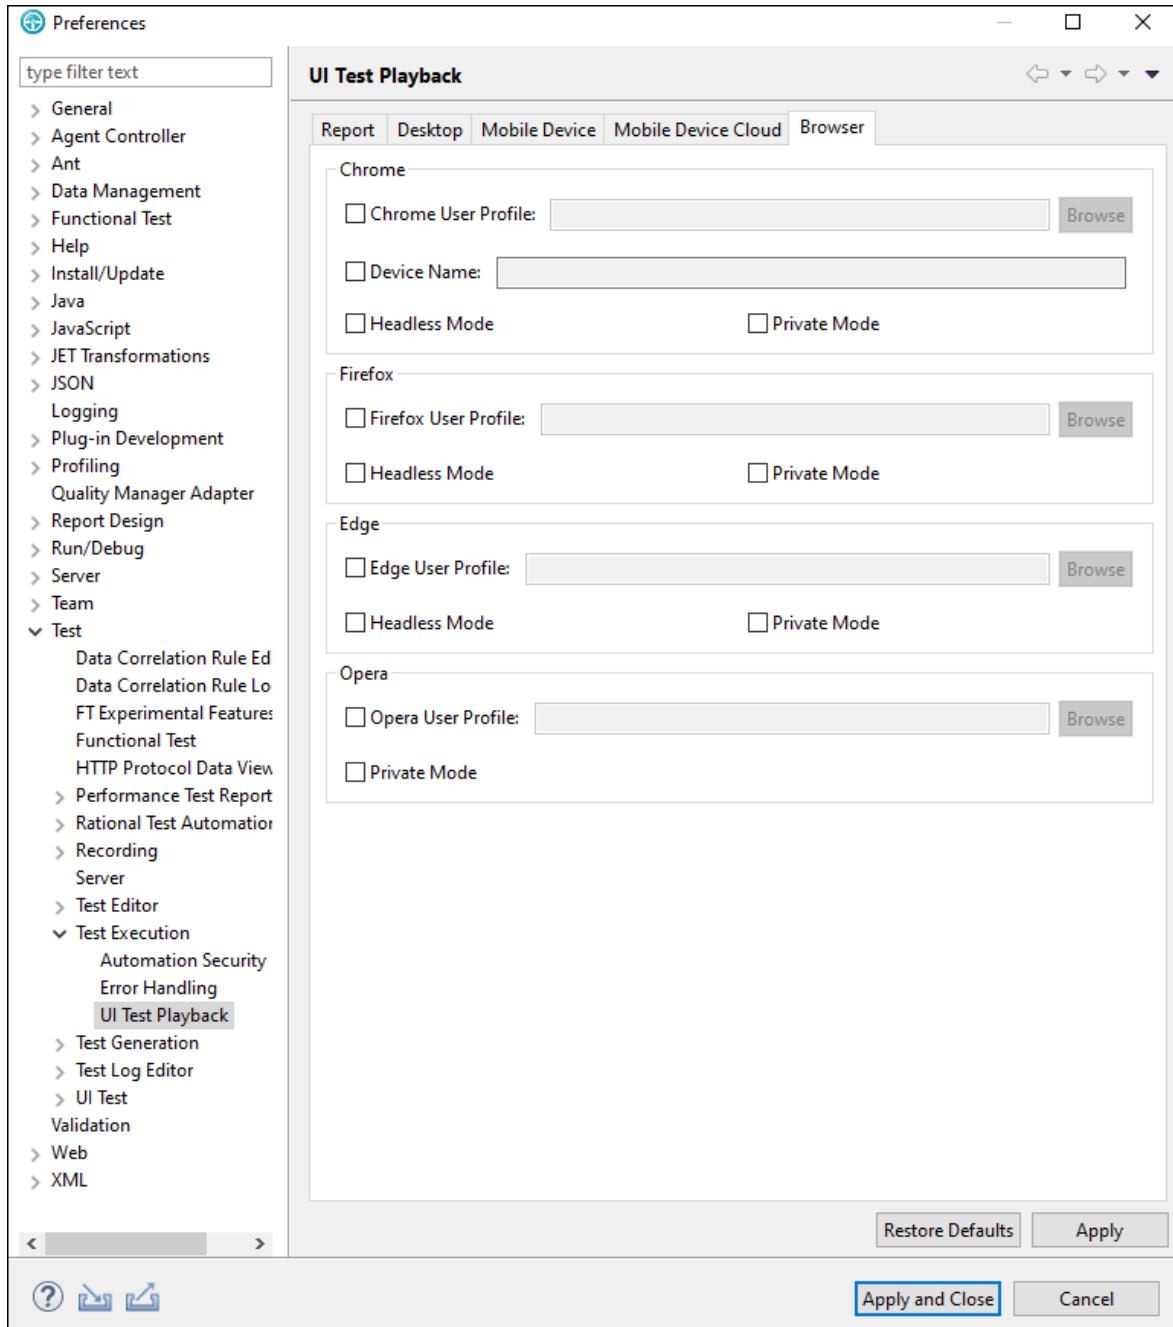 Preferences
type filter text
General
Agent Controller
Ant
Data Management
Functional Test
Help
Install/Update
Java
JavaScript
JET Transformations
JSON
Logging
Plug-in Development
Profiling
Quality Manager Adapter
Report Design
Run/Debug
Server
Team
Test
Data Correlation Rule Ed
Data Correlation Rule Lo
FT Experimental Features
Functional Test
HTTP Protocol Data View
Performance Test Report
Rational Test Automation
Recording
Server
Test Editor
Test Execution
Automation Security
Error Handling
UI Test Playback
Test Generation
Test Log Editor
UI Test
Validation
Web
XML
UI Test Playback
Report Desktop Mobile Device Mobile Device Cloud Browser
Chrome
Chrome User Profile: Browse
Device Name:
Headless Mode Private Mode
Firefox
Firefox User Profile: Browse
Headless Mode Private Mode
Edge
Edge User Profile: Browse
Headless Mode Private Mode
Opera
Opera User Profile: Browse
Private Mode
Restore Defaults Apply
Apply and Close Cancel